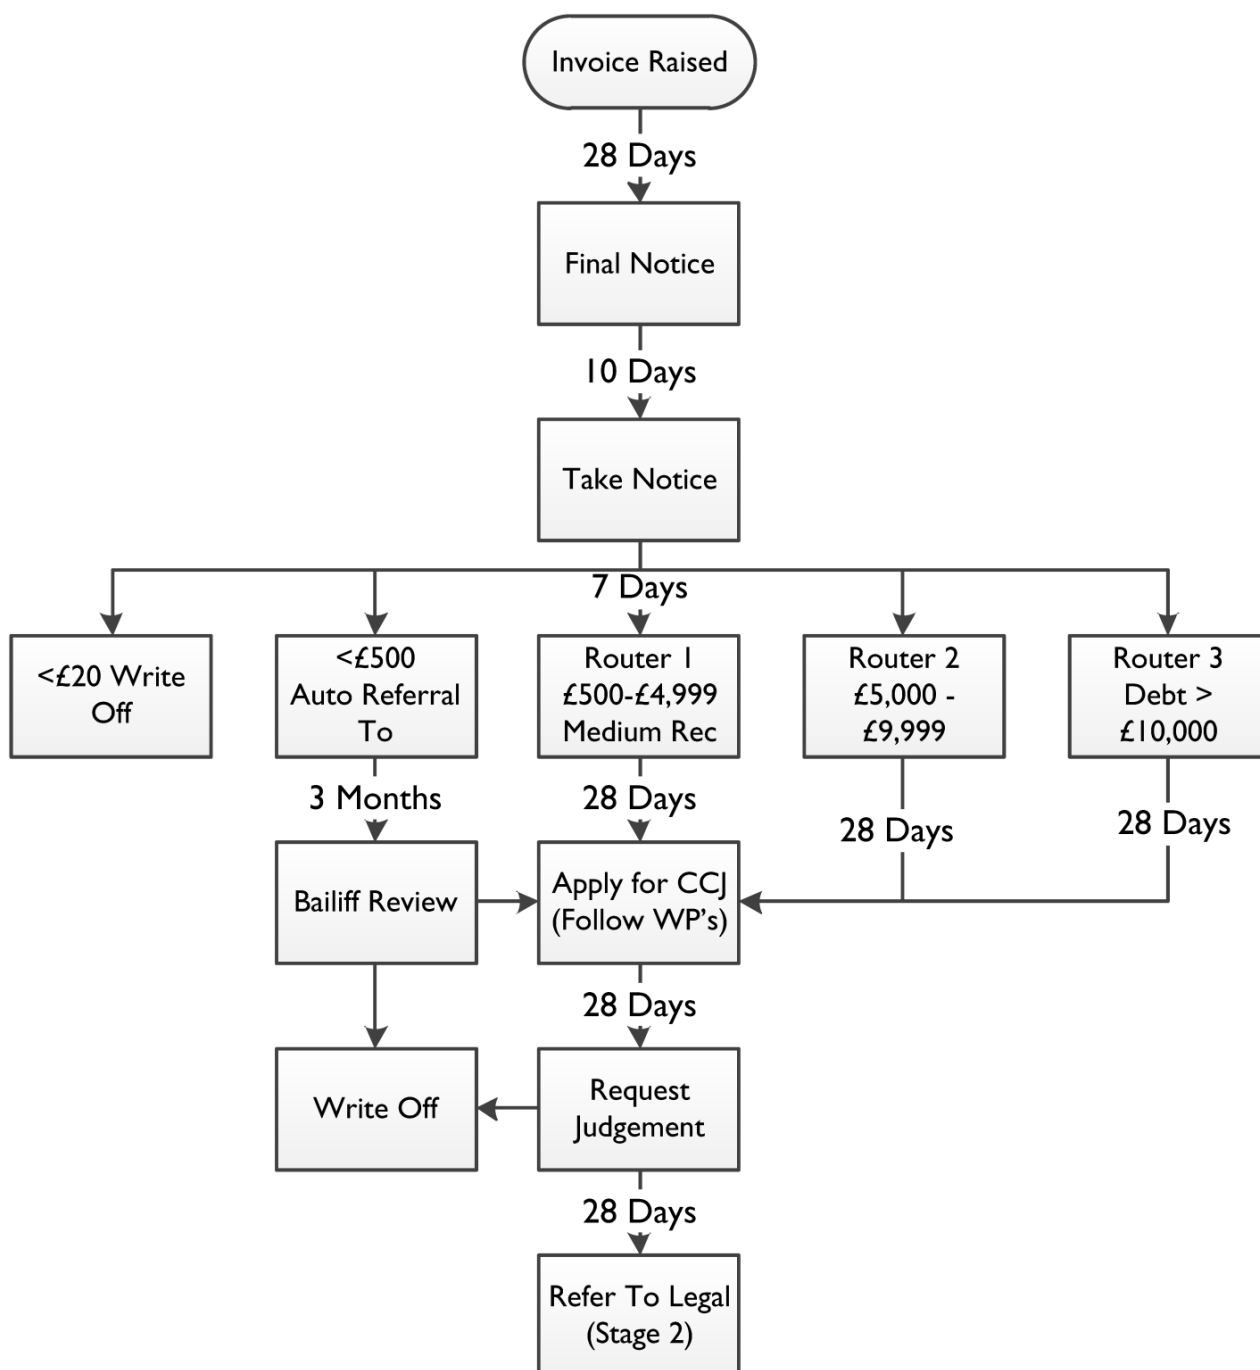 Invoice Raised
28 Days
Final Notice
10 Days
Take Notice
7 Days
<£20 Write
Off
<£500
Auto Referral
To
Router 1
£500-£4,999
Medium Rec
Router 2
£5,000 -
£9,999
Router 3
Debt >
£10,000
3 Months
28 Days
28 Days
28 Days
Bailiff Review
Apply for CCJ
(Follow WP's)
28 Days
Write Off
Request
Judgement
28 Days
Refer To Legal
(Stage 2)